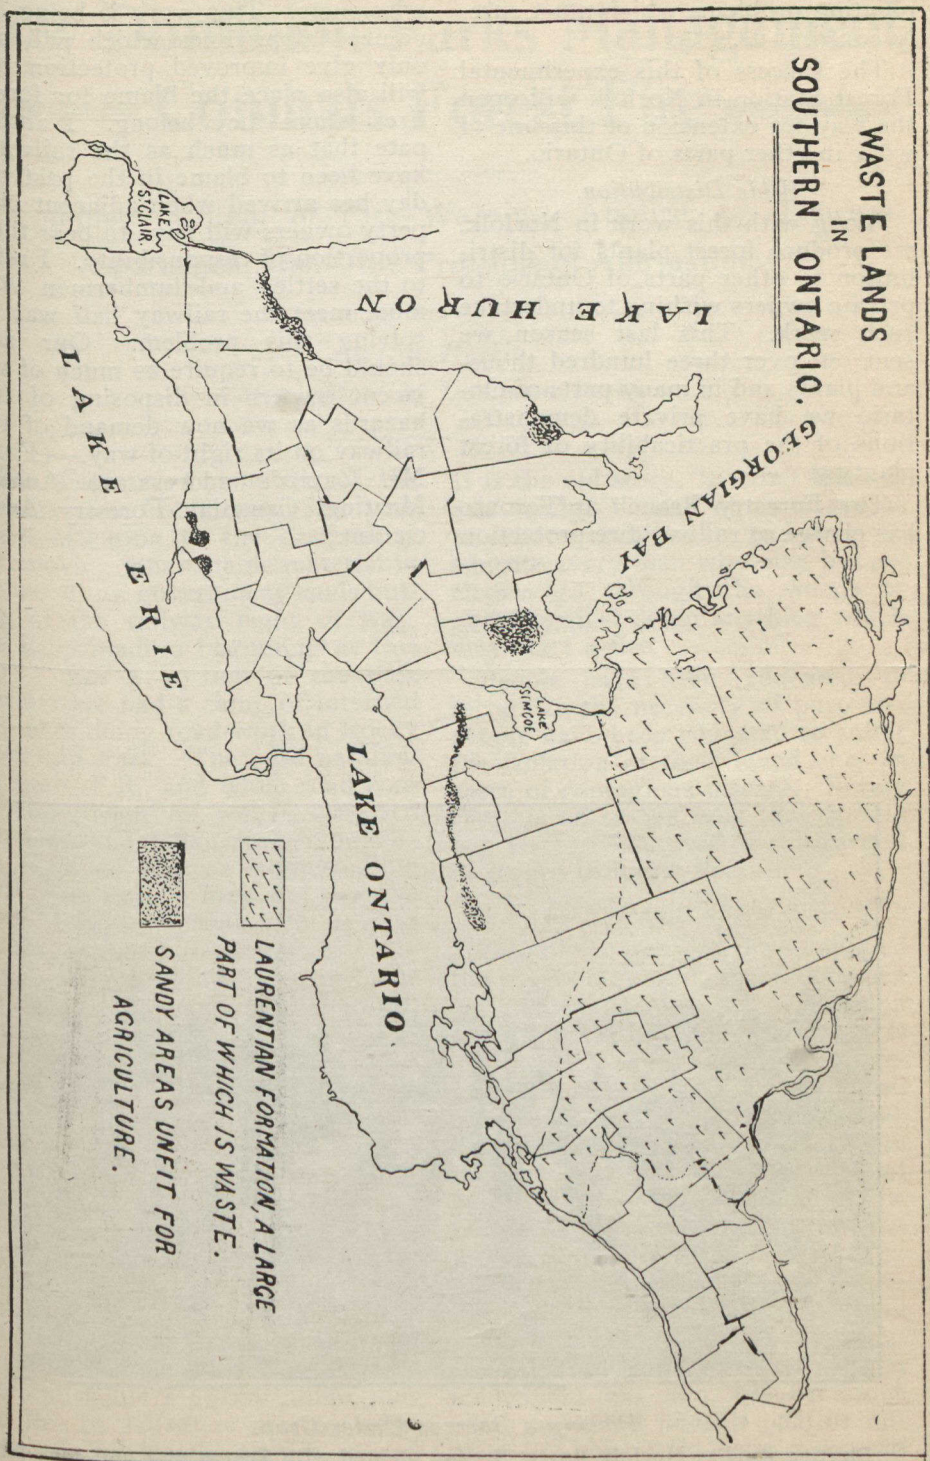 WASTE LANDS
IN
SOUTHERN ONTARIO.
LAKE HURON
GEORGIAN BAY
LAKE
ST CLAIR.
LAKE
SIMCOE
LAKE ERIE
LAKE ONTARIO.
LAURENTIAN FORMATION, A LARGE
PART OF WHICH IS WASTE.
SANDY AREAS UNFIT FOR
AGRICULTURE.